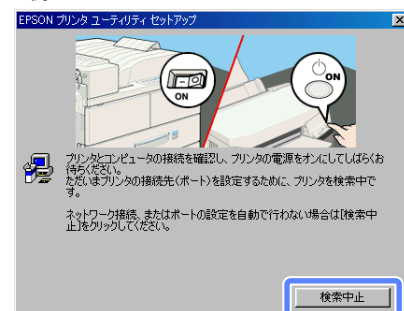 EPSON プリンタ ユーティリティ セットアップ
ON
ON
プリンタとコンピュータの接続を確認し、プリンタの電源をオンにしてしばらくお
待ちください。
ただいまプリンタの接続先(ポート)を設定するために、プリンタを検索中で
す。
ネットワーク接続、またはポートの設定を自動で行わない場合は[検索中
止]をクリックしてください。
検索中止